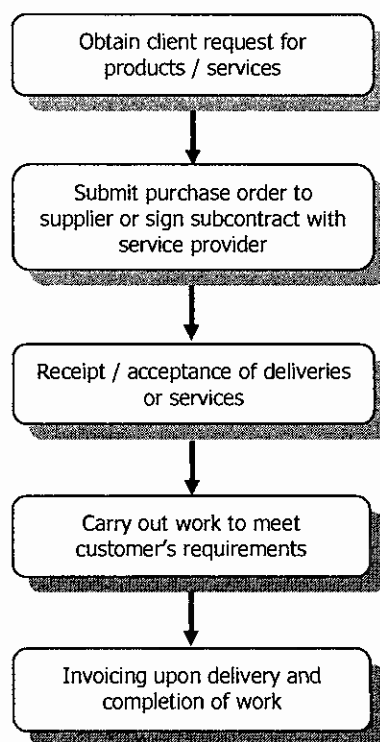 Obtain client request for
products / services
Submit purchase order to
supplier or sign subcontract with
service provider
Receipt / acceptance of deliveries
or services
Carry out work to meet
customer's requirements
Invoicing upon delivery and
completion of work